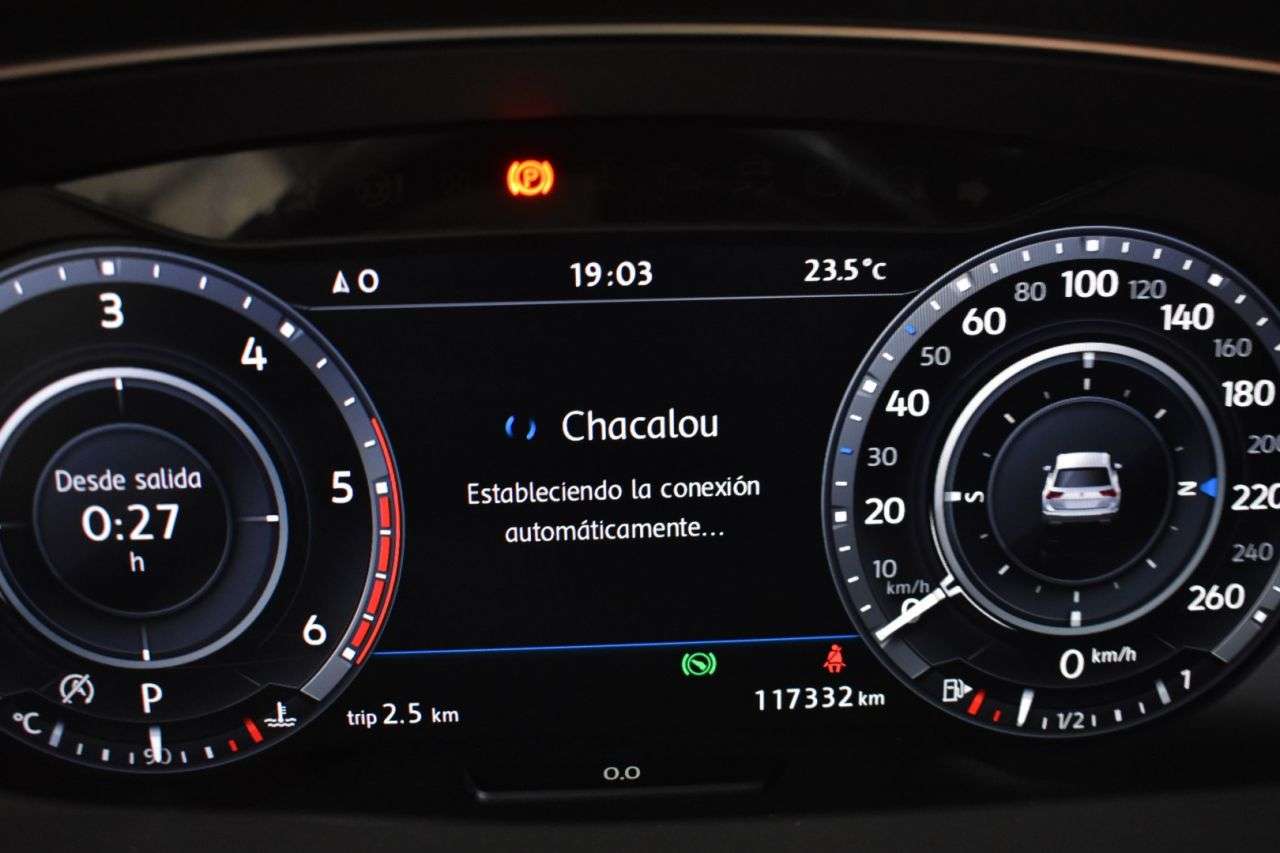 P
O
19:03
23.5°C
3
4
5
6
Desde salida
0:27
h
P
°C
90
Chacalou
Estableciendo la conexión
automáticamente...
trip 2.5 km
117332 km
0.0
0
10
20
30
40
50
60
80
100
120
140
160
180
220
240
260
km/h
S
N
0 km/h
1/2
1